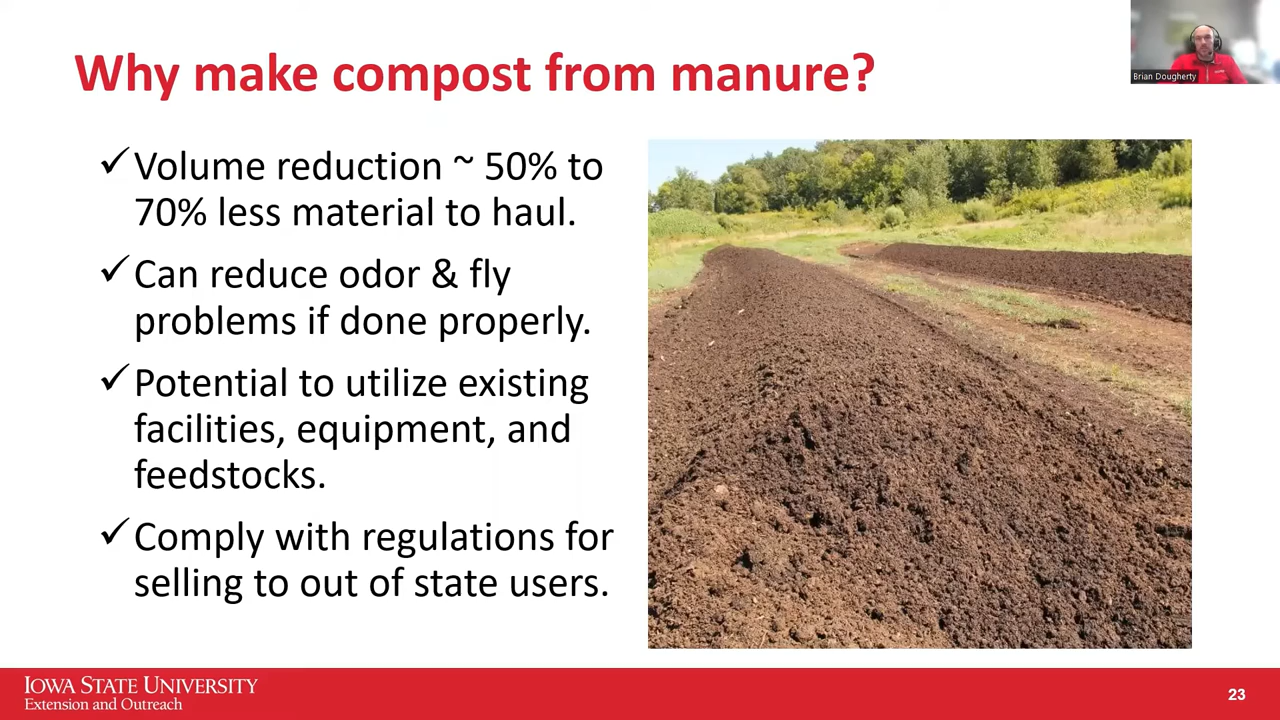 Why make compost from manure?
Brian Dougherty
✓Volume reduction ~ 50% to
70% less material to haul.
✓Can reduce odor & fly
problems if done properly.
✓Potential to utilize existing
facilities, equipment, and
feedstocks.
✓Comply with regulations for
selling to out of state users.
IOWA STATE UNIVERSITY
Extension and Outreach
23